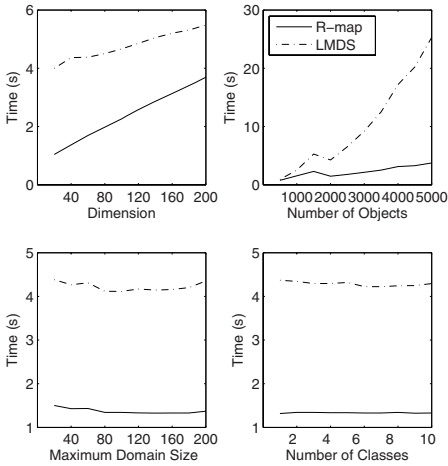 6
4
2
0
Time (s)
40 80 120 160 200
Dimension
30
20
10
0
Time (s)
R−map
LMDS
1000 2000 3000 4000 5000
Number of Objects
5
4
3
2
1
Time (s)
40 80 120 160 200
Maximum Domain Size
5
4
3
2
1
Time (s)
2 4 6 8 10
Number of Classes